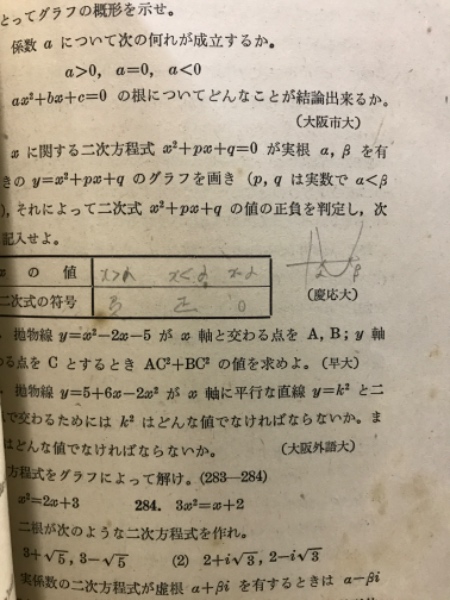 とってグラフの概形を示せ。
係数 a について次の何れが成立するか。
a>0, a=0, a<0
ax²+bx+c=0 の根についてどんなことが結論出来るか。
(大阪市大)
x に関する二次方程式 x²+px+q=0 が実根 α, β を有
きの y=x²+px+q のグラフを画き (p, q は実数で α<β
),それによって二次式 x²+px+q の値の正負を判定し, 次
記入せよ。
x の 値
二次式の符号 正 0
α β
(慶応大)
抛物線 y=x²−2x−5 が x 軸と交わる点を A, B; y 軸
わる点を C とするとき AC²+BC² の値を求めよ。(早大)
抛物線 y=5+6x−2x² が x 軸に平行な直線 y=k² と二
で交わるためには k² はどんな値でなければならないか。ま
はどんな値でなければならないか。 (大阪外語大)
方程式をグラフによって解け。(283—284)
x²=2x+3 284. 3x²=x+2
二根が次のような二次方程式を作れ。
3+√5, 3−√5 (2) 2+i√3, 2−i√3
実係数の二次方程式が虚根 α+βi を有するときは α−βi